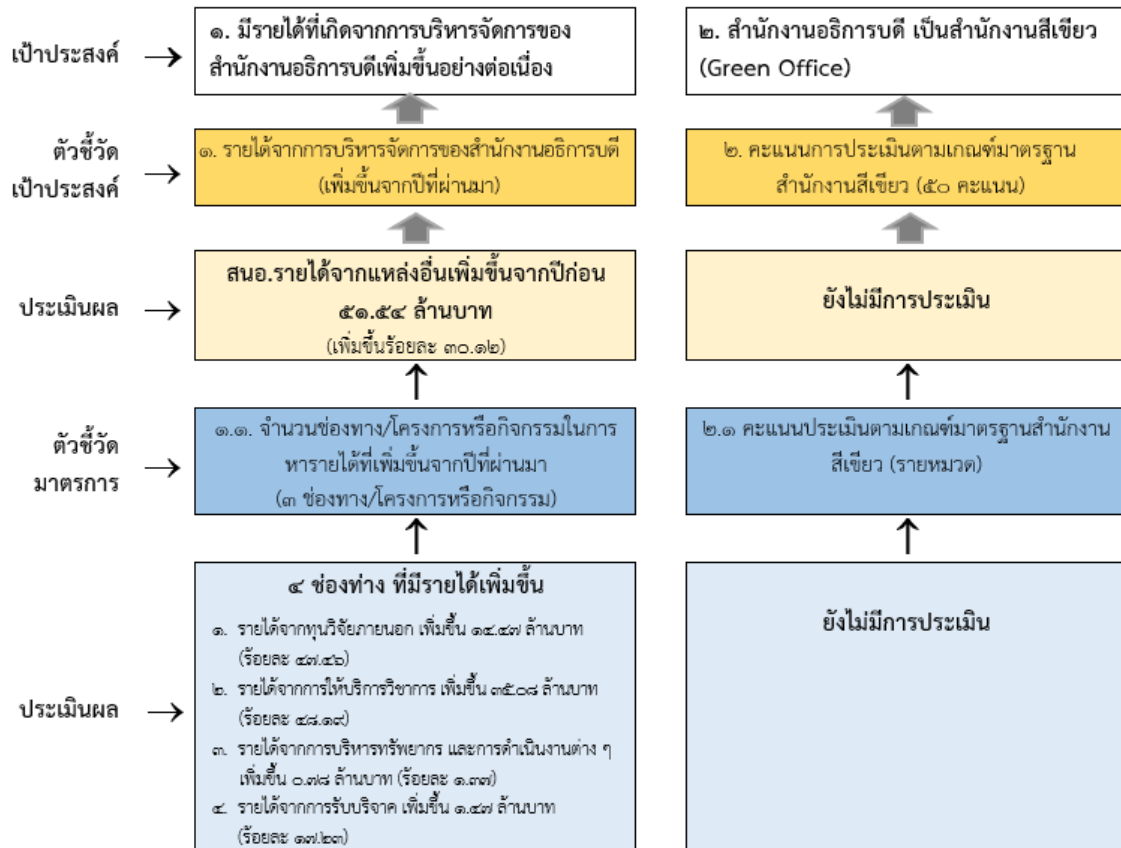 เป้าประสงค์
๑. มีรายได้ที่เกิดจากการบริหารจัดการของ
สำนักงานอธิการบดีเพิ่มขึ้นอย่างต่อเนื่อง
๒. สำนักงานอธิการบดี เป็นสำนักงานสีเขียว
(Green Office)
ตัวชี้วัด
เป้าประสงค์
๑. รายได้จากการบริหารจัดการของสำนักงานอธิการบดี
(เพิ่มขึ้นจากปีที่ผ่านมา)
๒. คะแนนการประเมินตามเกณฑ์มาตรฐาน
สำนักงานสีเขียว (๕๐ คะแนน)
ประเมินผล
สนอ.รายได้จากแหล่งอื่นเพิ่มขึ้นจากปีก่อน
๕๑.๕๔ ล้านบาท
(เพิ่มขึ้นร้อยละ ๓๐.๑๒)
ยังไม่มีการประเมิน
ตัวชี้วัด
มาตรการ
๑.๑. จำนวนช่องทาง/โครงการหรือกิจกรรมในการ
หารายได้ที่เพิ่มขึ้นจากปีที่ผ่านมา
(๓ ช่องทาง/โครงการหรือกิจกรรม)
๒.๑ คะแนนประเมินตามเกณฑ์มาตรฐานสำนักงาน
สีเขียว (รายหมวด)
ประเมินผล
๔ ช่องท่าง ที่มีรายได้เพิ่มขึ้น
๑. รายได้จากทุนวิจัยภายนอก เพิ่มขึ้น ๑๔.๔๗ ล้านบาท
(ร้อยละ ๔๗.๔๖)
๒. รายได้จากการให้บริการวิชาการ เพิ่มขึ้น ๓๕.๐๘ ล้านบาท
(ร้อยละ ๔๘.๑๙)
๓. รายได้จากการบริหารทรัพยากร และการดำเนินงานต่าง ๆ
เพิ่มขึ้น ๐.๗๘ ล้านบาท (ร้อยละ ๑.๓๗)
๔. รายได้จากการรับบริจาค เพิ่มขึ้น ๑.๔๗ ล้านบาท
(ร้อยละ ๑๗.๒๓)
ยังไม่มีการประเมิน